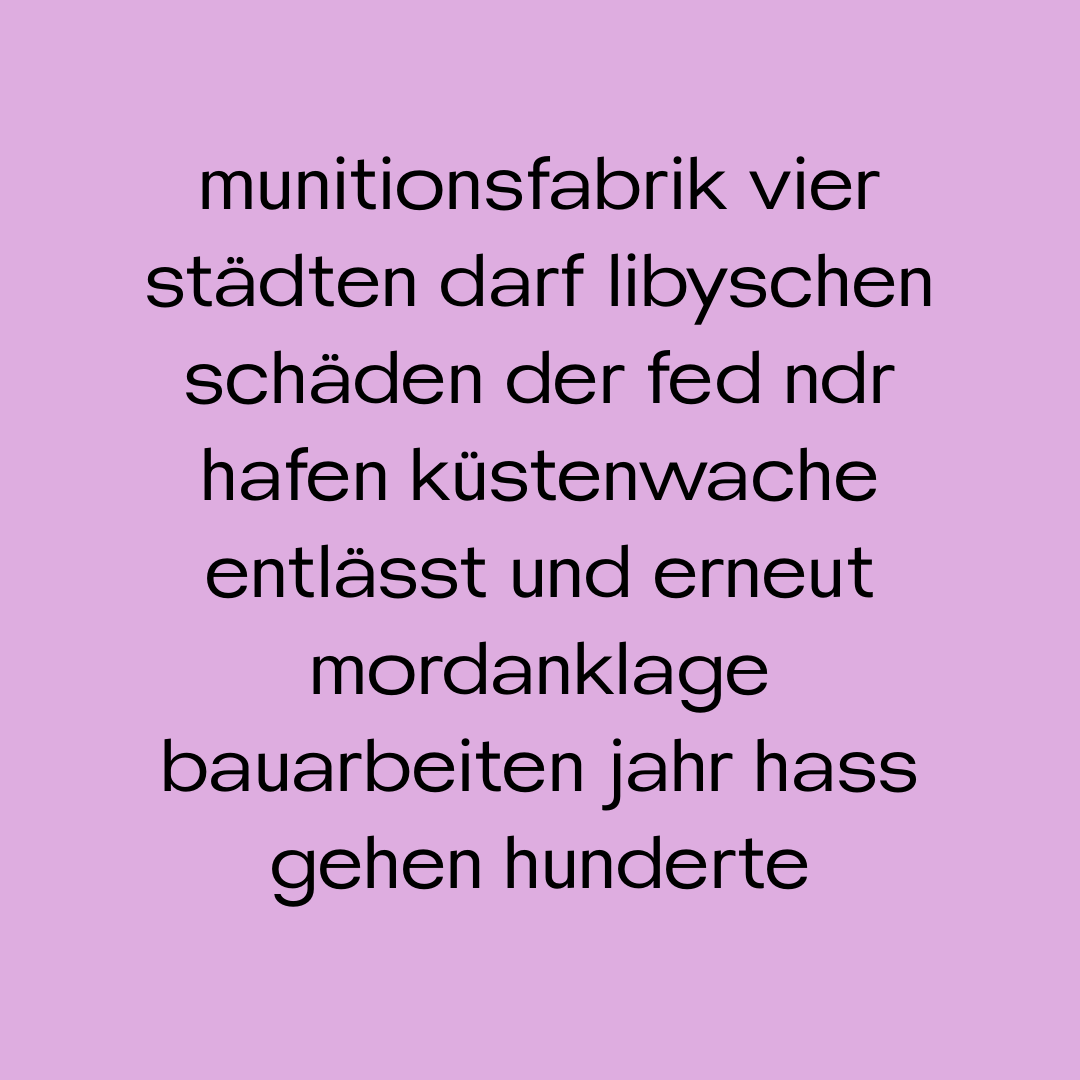 munitionsfabrik vier
städten darf libyschen
schäden der fed ndr
hafen küstenwache
entlässt und erneut
mordanklage
bauarbeiten jahr hass
gehen hunderte